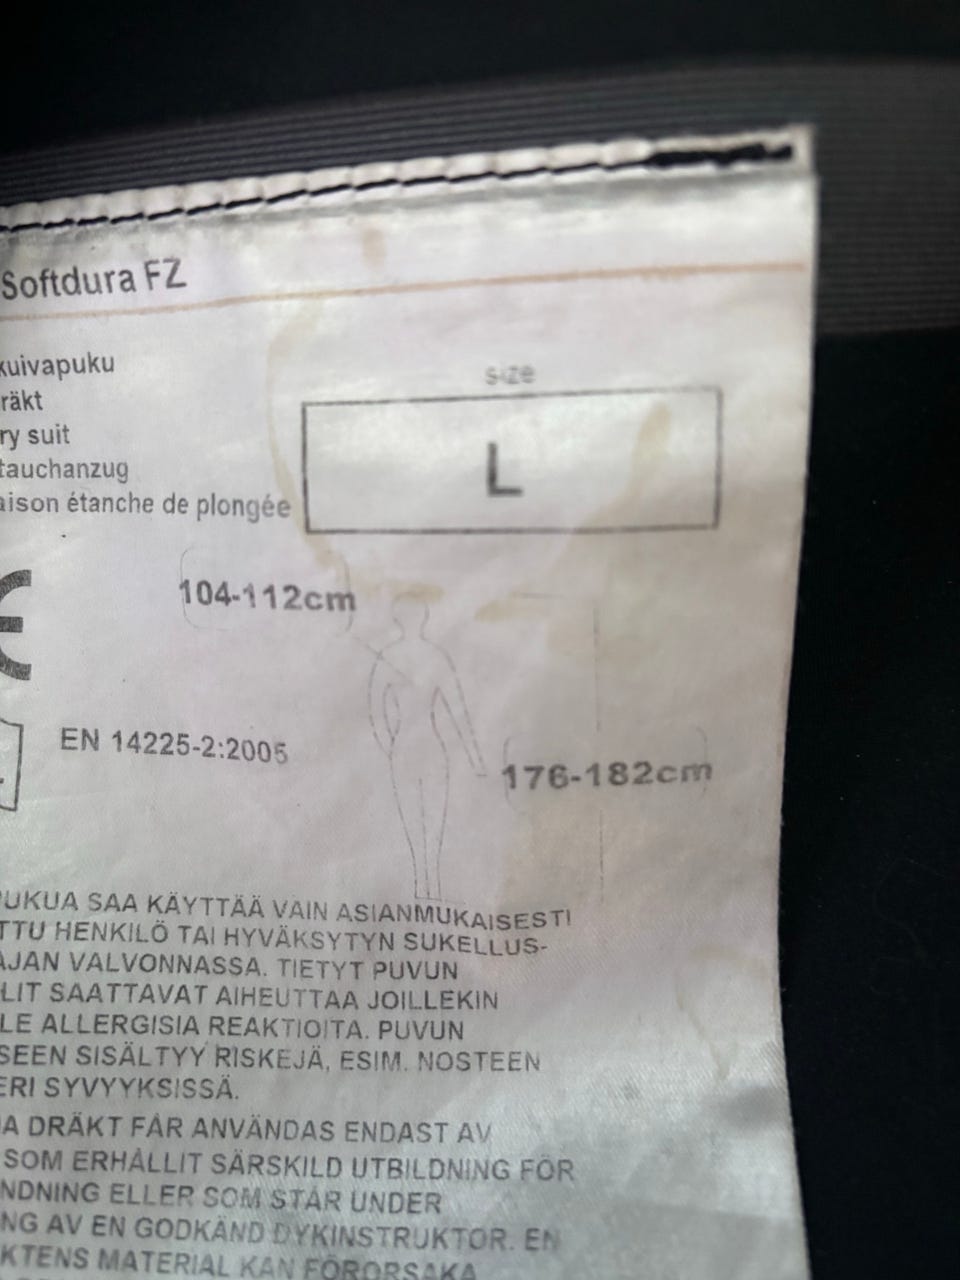 Softdura FZ
kuivapuku
size
räkt
ry suit
L
tauchanzug
aison étanche de plongée
CE
104-112cm
EN 14225-2:2005
176-182cm
UKUA SAA KÄYTTÄÄ VAIN ASIANMUKAISESTI
TTU HENKILÖ TAI HYVÄKSYTYN SUKELLUS-
AJAN VALVONNASSA. TIETYT PUVUN
LIT SAATTAVAT AIHEUTTAA JOILLEKIN
LE ALLERGISIA REAKTIOITA. PUVUN
SEEN SISÄLTYY RISKEJÄ, ESIM. NOSTEEN
ERI SYVYYKSISSÄ.
A DRÄKT FÅR ANVÄNDAS ENDAST AV
SOM ERHÅLLIT SÄRSKILD UTBILDNING FÖR
NDNING ELLER SOM STÅR UNDER
NG AV EN GODKÄND DYKINSTRUKTOR. EN
KTENS MATERIAL KAN FÖRORSAKA